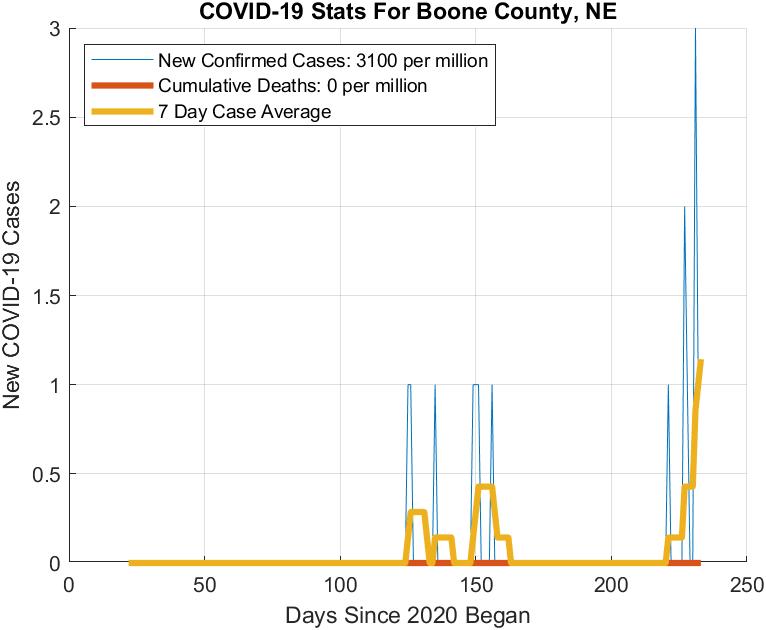 COVID-19 Stats For Boone County, NE
New Confirmed Cases: 3100 per million
Cumulative Deaths: 0 per million
7 Day Case Average
New COVID-19 Cases
3
2.5
2
1.5
1
0.5
0
0 50 100 150 200 250
Days Since 2020 Began